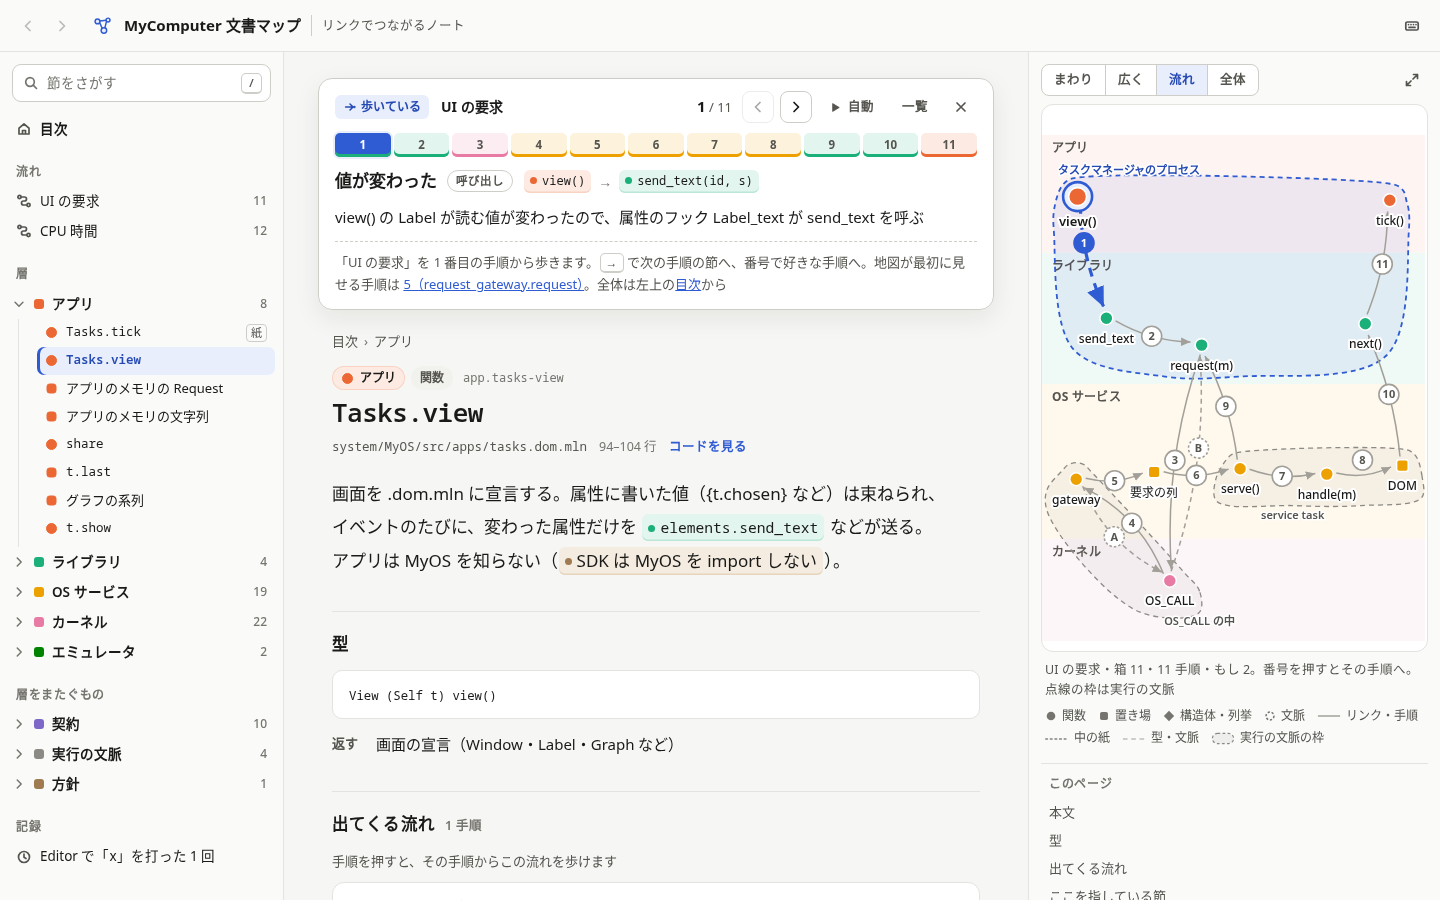 MyComputer 文書マップ
リンクでつながるノート
節をさがす
/
目次
流れ
UI の要求 11
CPU 時間 12
層
アプリ 8
Tasks.tick 紙
Tasks.view
アプリのメモリの Request
アプリのメモリの文字列
share
t.last
グラフの系列
t.show
ライブラリ 4
OS サービス 19
カーネル 22
エミュレータ 2
層をまたぐもの
契約 10
実行の文脈 4
方針 1
記録
Editor で「x」を打った 1 回
→ 歩いている UI の要求 1 / 11 自動 一覧 ✕
1 2 3 4 5 6 7 8 9 10 11
値が変わった 呼び出し view() → send_text(id, s)
view() の Label が読む値が変わったので、属性のフック Label_text が send_text を呼ぶ
「UI の要求」を 1 番目の手順から歩きます。 → で次の手順の節へ、番号で好きな手順へ。地図が最初に見
せる手順は 5（request_gateway.request）。全体は左上の目次から
目次 › アプリ
アプリ 関数 app.tasks-view
Tasks.view
system/MyOS/src/apps/tasks.dom.mln 94–104 行 コードを見る
画面を .dom.mln に宣言する。属性に書いた値（{t.chosen} など）は束ねられ、
イベントのたびに、変わった属性だけを elements.send_text などが送る。
アプリは MyOS を知らない（ SDK は MyOS を import しない ）。
型
View (Self t) view()
返す 画面の宣言（Window・Label・Graph など）
出てくる流れ 1 手順
手順を押すと、その手順からこの流れを歩けます
まわり 広く 流れ 全体
アプリ
タスクマネージャのプロセス
view()
tick()
1
ライブラリ
11
send_text
2
next()
request(m)
OS サービス
10
9
B
3
8
gateway
5
要求の列
6
serve()
7
handle(m)
DOM
service task
4
A
カーネル
OS_CALL
OS_CALL の中
UI の要求・箱 11・11 手順・もし 2。番号を押すとその手順へ。
点線の枠は実行の文脈
関数 置き場 構造体・列挙 文脈 リンク・手順
中の紙 型・文脈 実行の文脈の枠
このページ
本文
型
出てくる流れ
ここを指している節